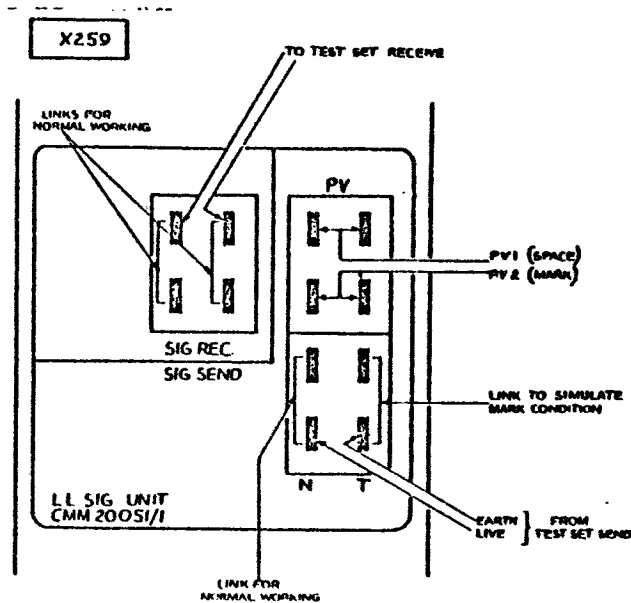 X259
TO TEST SET RECEIVE
LINKS FOR
NORMAL WORKING
PV
PV1 (SPACE)
PV2 (MARK)
SIG REC.
SIG SEND
LINK TO SIMULATE
MARK CONDITION
N T
LL SIG UNIT
CMM 200S1/1
EARTH
LIVE
FROM
TEST SET SEND
LINK FOR
NORMAL WORKING